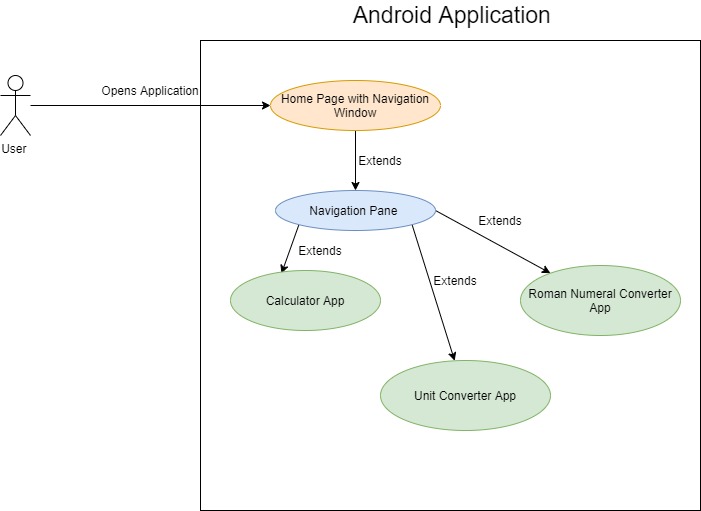 Android Application
Opens Application
Home Page with Navigation
Window
User
Extends
Navigation Pane
Extends
Extends
Extends
Calculator App
Roman Numeral Converter
App
Unit Converter App